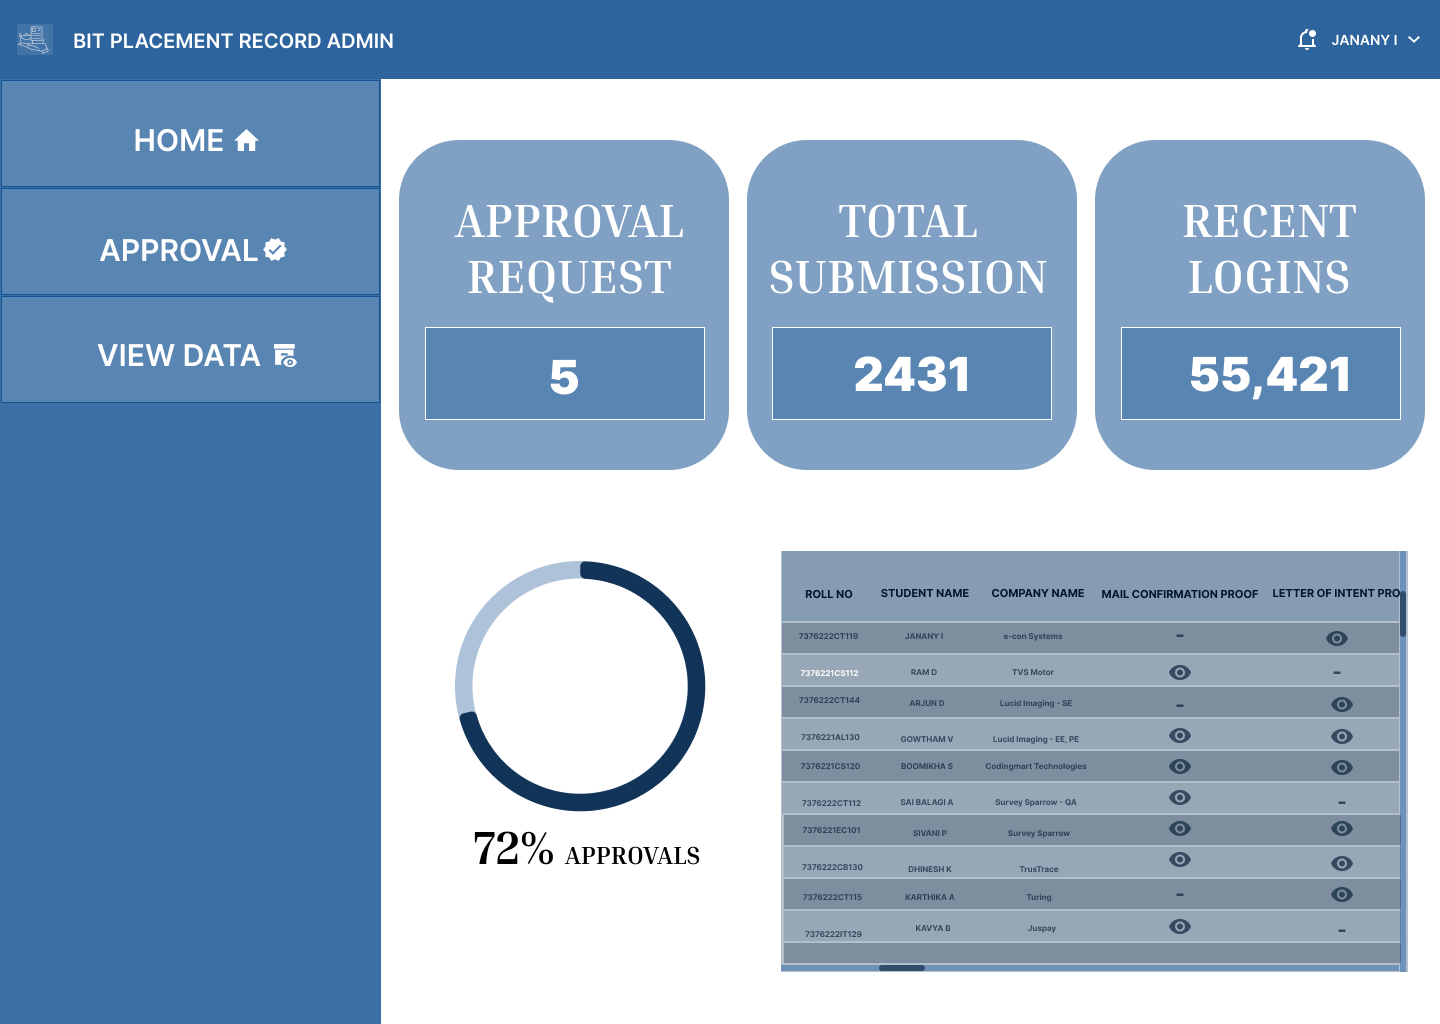 BIT PLACEMENT RECORD ADMIN
JANANY I
HOME
APPROVAL
VIEW DATA
APPROVAL
REQUEST
5
TOTAL
SUBMISSION
2431
RECENT
LOGINS
55,421
72% APPROVALS
ROLL NO STUDENT NAME COMPANY NAME MAIL CONFIRMATION PROOF LETTER OF INTENT PRO
7376222CT119 JANANY I e-con Systems - 
7376221CS112 RAM D TVS Motor -
7376222CT144 ARJUN D Lucid Imaging - SE -
7376221AL130 GOWTHAM V Lucid Imaging - EE, PE
7376221CS120 BOOMIKHA S Codingmart Technologies
7376222CT112 SAI BALAGI A Survey Sparrow - QA -
7376221EC101 SIVANI P Survey Sparrow
7376222CB130 DHINESH K TrusTrace
7376222CT115 KARTHIKA A Turing -
7376222IT129 KAVYA B Juspay -